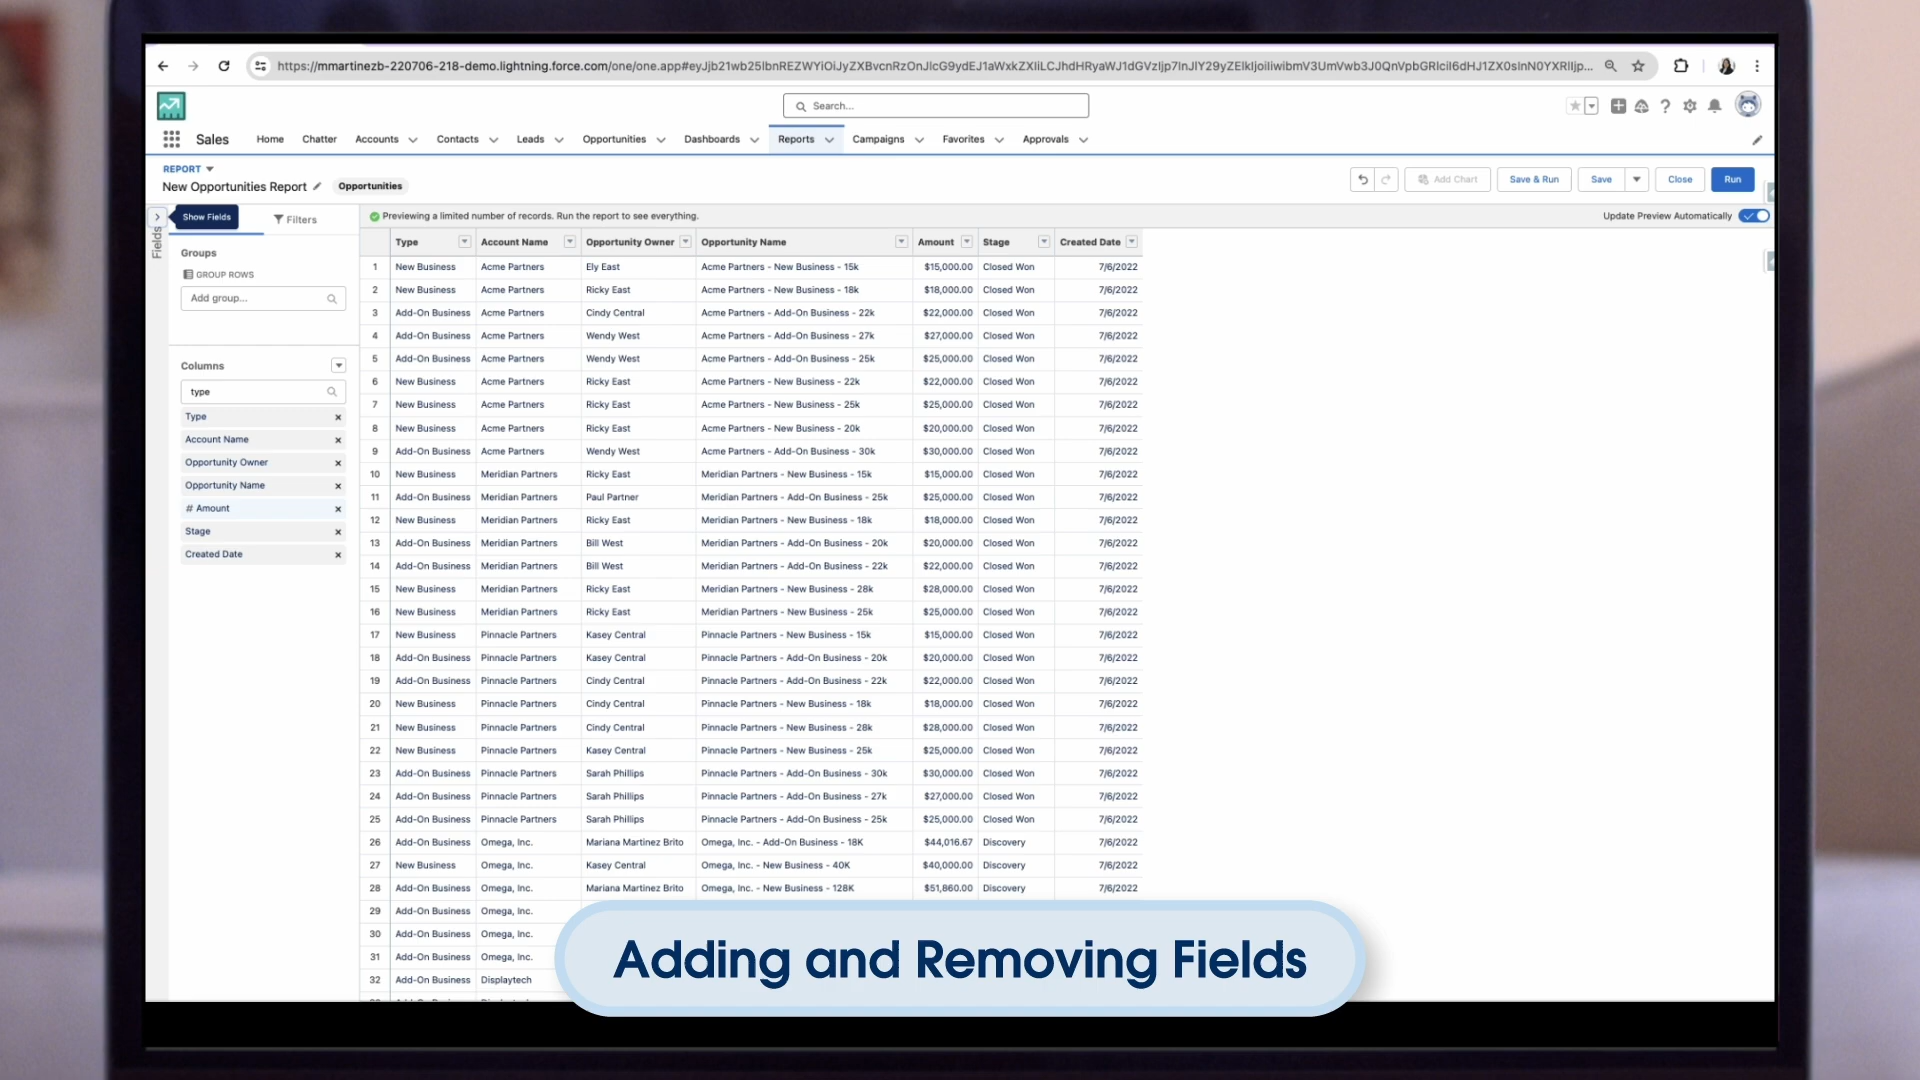 https://mmartinezb-220706-218-demo.lightning.force.com/one/one.app#
Search...
Sales Home Chatter Accounts Contacts Leads Opportunities Dashboards Reports Campaigns Favorites Approvals
REPORT
New Opportunities Report Opportunities
Add Chart Save & Run Save Close Run
Fields
Show Fields
Filters
Previewing a limited number of records. Run the report to see everything.
Update Preview Automatically
Groups
GROUP ROWS
Add group...
Columns
type
Type
Account Name
Opportunity Owner
Opportunity Name
# Amount
Stage
Created Date
Type Account Name Opportunity Owner Opportunity Name Amount Stage Created Date
1 New Business Acme Partners Ely East Acme Partners - New Business - 15k $15,000.00 Closed Won 7/6/2022
2 New Business Acme Partners Ricky East Acme Partners - New Business - 18k $18,000.00 Closed Won 7/6/2022
3 Add-On Business Acme Partners Cindy Central Acme Partners - Add-On Business - 22k $22,000.00 Closed Won 7/6/2022
4 Add-On Business Acme Partners Wendy West Acme Partners - Add-On Business - 27k $27,000.00 Closed Won 7/6/2022
5 Add-On Business Acme Partners Wendy West Acme Partners - Add-On Business - 25k $25,000.00 Closed Won 7/6/2022
6 New Business Acme Partners Ricky East Acme Partners - New Business - 22k $22,000.00 Closed Won 7/6/2022
7 New Business Acme Partners Ricky East Acme Partners - New Business - 25k $25,000.00 Closed Won 7/6/2022
8 New Business Acme Partners Ricky East Acme Partners - New Business - 20k $20,000.00 Closed Won 7/6/2022
9 Add-On Business Acme Partners Wendy West Acme Partners - Add-On Business - 30k $30,000.00 Closed Won 7/6/2022
10 New Business Meridian Partners Ricky East Meridian Partners - New Business - 15k $15,000.00 Closed Won 7/6/2022
11 Add-On Business Meridian Partners Paul Partner Meridian Partners - Add-On Business - 25k $25,000.00 Closed Won 7/6/2022
12 New Business Meridian Partners Ricky East Meridian Partners - New Business - 18k $18,000.00 Closed Won 7/6/2022
13 Add-On Business Meridian Partners Bill West Meridian Partners - Add-On Business - 20k $20,000.00 Closed Won 7/6/2022
14 Add-On Business Meridian Partners Bill West Meridian Partners - Add-On Business - 22k $22,000.00 Closed Won 7/6/2022
15 New Business Meridian Partners Ricky East Meridian Partners - New Business - 28k $28,000.00 Closed Won 7/6/2022
16 New Business Meridian Partners Ricky East Meridian Partners - New Business - 25k $25,000.00 Closed Won 7/6/2022
17 New Business Pinnacle Partners Kasey Central Pinnacle Partners - New Business - 15k $15,000.00 Closed Won 7/6/2022
18 Add-On Business Pinnacle Partners Kasey Central Pinnacle Partners - Add-On Business - 20k $20,000.00 Closed Won 7/6/2022
19 Add-On Business Pinnacle Partners Cindy Central Pinnacle Partners - Add-On Business - 22k $22,000.00 Closed Won 7/6/2022
20 New Business Pinnacle Partners Cindy Central Pinnacle Partners - New Business - 18k $18,000.00 Closed Won 7/6/2022
21 New Business Pinnacle Partners Cindy Central Pinnacle Partners - New Business - 28k $28,000.00 Closed Won 7/6/2022
22 New Business Pinnacle Partners Kasey Central Pinnacle Partners - New Business - 25k $25,000.00 Closed Won 7/6/2022
23 Add-On Business Pinnacle Partners Sarah Phillips Pinnacle Partners - Add-On Business - 30k $30,000.00 Closed Won 7/6/2022
24 Add-On Business Pinnacle Partners Sarah Phillips Pinnacle Partners - Add-On Business - 27k $27,000.00 Closed Won 7/6/2022
25 Add-On Business Pinnacle Partners Sarah Phillips Pinnacle Partners - Add-On Business - 25k $25,000.00 Closed Won 7/6/2022
26 Add-On Business Omega, Inc. Mariana Martinez Brito Omega, Inc. - Add-On Business - 18K $44,016.67 Discovery 7/6/2022
27 New Business Omega, Inc. Kasey Central Omega, Inc. - New Business - 40K $40,000.00 Discovery 7/6/2022
28 Add-On Business Omega, Inc. Mariana Martinez Brito Omega, Inc. - New Business - 128K $51,860.00 Discovery 7/6/2022
29 Add-On Business Omega, Inc.
30 Add-On Business Omega, Inc.
31 Add-On Business Omega, Inc.
32 Add-On Business Displaytech
Adding and Removing Fields